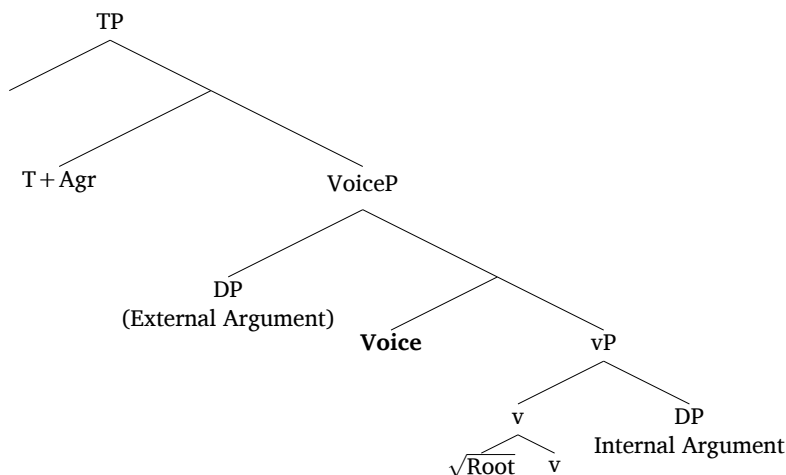 TP
T+Agr
VoiceP
DP
(External Argument)
Voice
vP
v
DP
Internal Argument
√Root
v